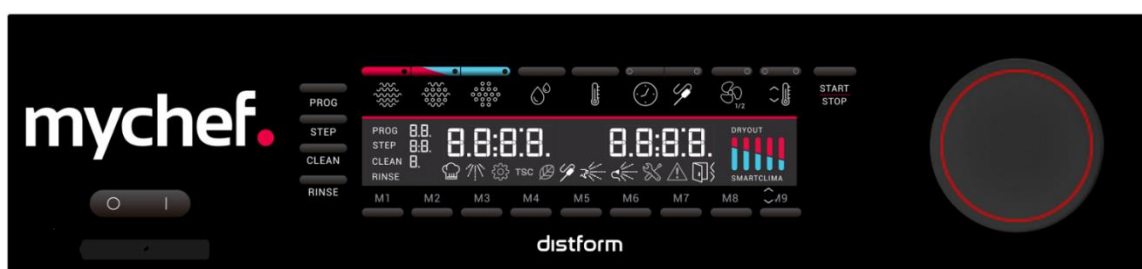 mychef.
PROG
STEP
CLEAN
RINSE
1/2
START
STOP
PROG 8.8.
STEP 8:8.
CLEAN 8.
RINSE
8.8:8.8. 8.8:8.8.
TSC
DRYOUT
SMARTCLIMA
M1 M2 M3 M4 M5 M6 M7 M8
distform